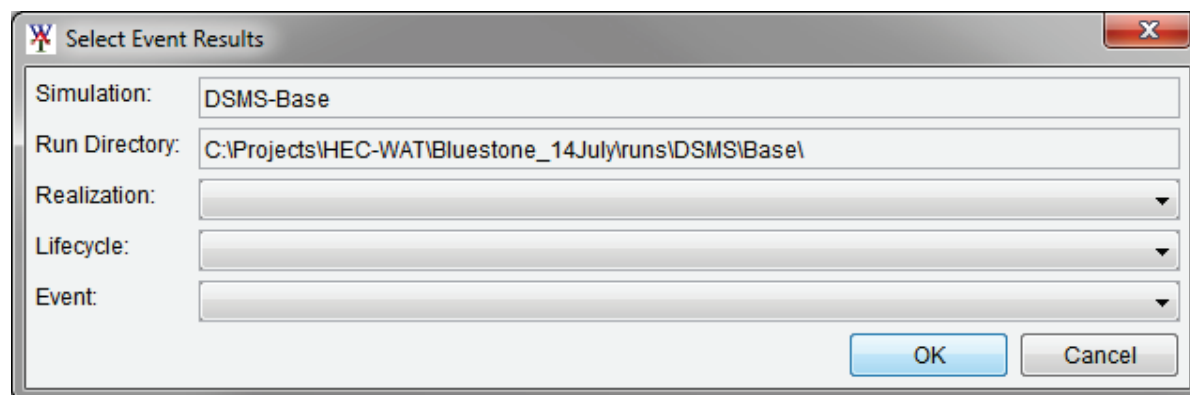 Select Event Results
Simulation: DSMS-Base
Run Directory: C:\Projects\HEC-WAT\Bluestone_14July\runs\DSMS\Base\
Realization:
Lifecycle:
Event:
OK Cancel